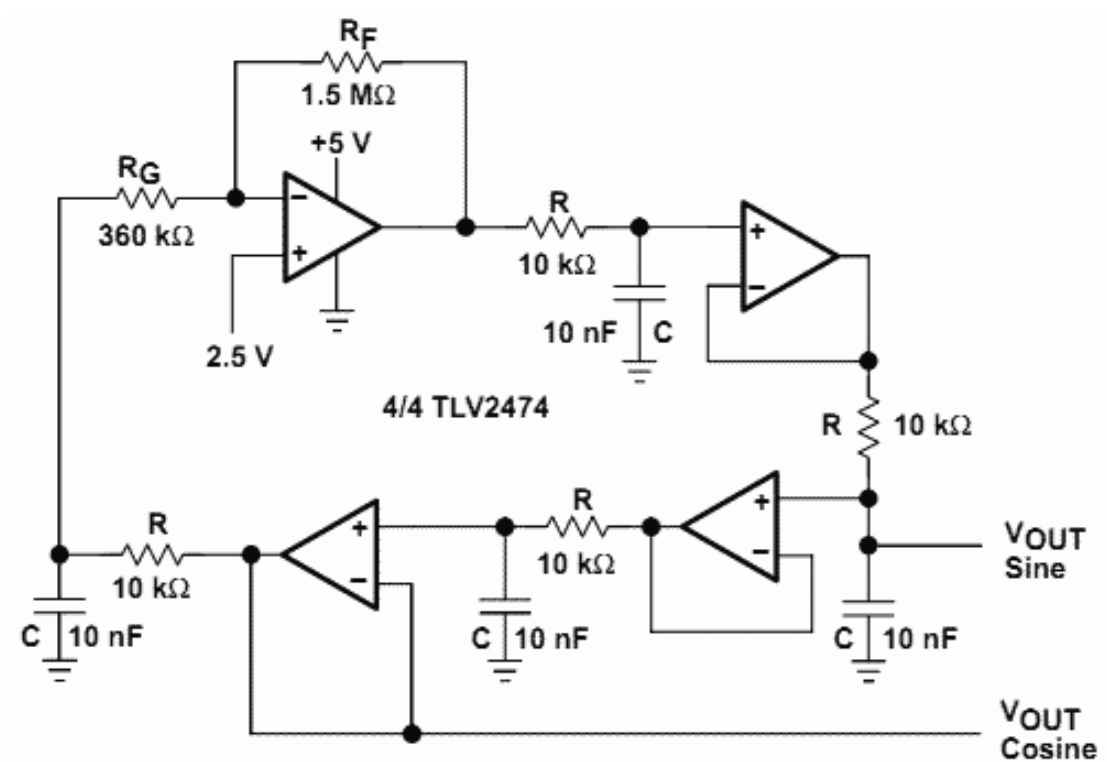 RF
1.5 MΩ
+5 V
RG
360 kΩ
−
+
2.5 V
R
10 kΩ
10 nF C
+
−
4/4 TLV2474
R 10 kΩ
R
10 kΩ
+
−
R
10 kΩ
+
−
VOUT
Sine
C 10 nF
C 10 nF
C 10 nF
VOUT
Cosine